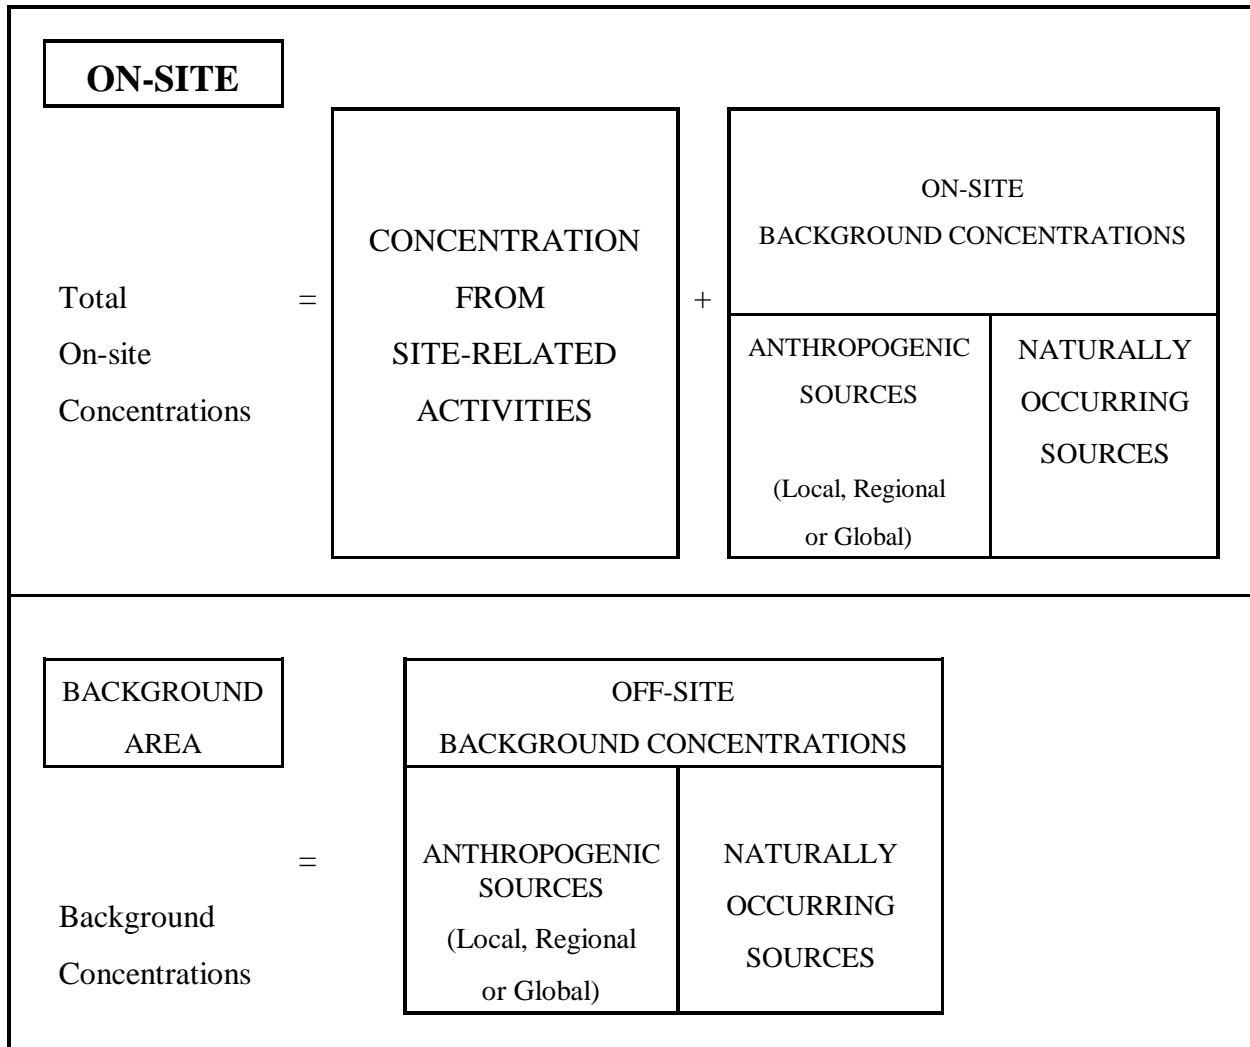 ON-SITE
Total
On-site
Concentrations
=
CONCENTRATION
FROM
SITE-RELATED
ACTIVITIES
+
ON-SITE
BACKGROUND CONCENTRATIONS
ANTHROPOGENIC
SOURCES
(Local, Regional
or Global)
NATURALLY
OCCURRING
SOURCES
BACKGROUND
AREA
Background
Concentrations
=
OFF-SITE
BACKGROUND CONCENTRATIONS
ANTHROPOGENIC
SOURCES
(Local, Regional
or Global)
NATURALLY
OCCURRING
SOURCES